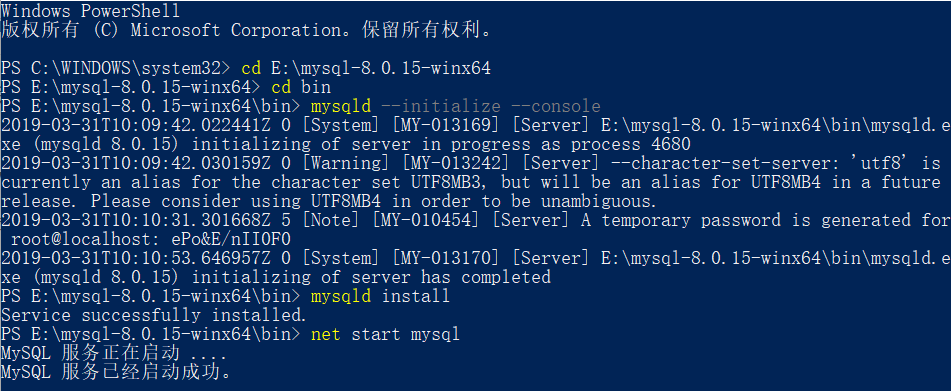 Windows PowerShell
版权所有 (C) Microsoft Corporation。保留所有权利。
PS C:\WINDOWS\system32> cd E:\mysql-8.0.15-winx64
PS E:\mysql-8.0.15-winx64> cd bin
PS E:\mysql-8.0.15-winx64\bin> mysqld --initialize --console
2019-03-31T10:09:42.022441Z 0 [System] [MY-013169] [Server] E:\mysql-8.0.15-winx64\bin\mysqld.e
xe (mysqld 8.0.15) initializing of server in progress as process 4680
2019-03-31T10:09:42.030159Z 0 [Warning] [MY-013242] [Server] --character-set-server: 'utf8' is
currently an alias for the character set UTF8MB3, but will be an alias for UTF8MB4 in a future
release. Please consider using UTF8MB4 in order to be unambiguous.
2019-03-31T10:10:31.301668Z 5 [Note] [MY-010454] [Server] A temporary password is generated for
root@localhost: ePo&E/nII0F0
2019-03-31T10:10:53.646957Z 0 [System] [MY-013170] [Server] E:\mysql-8.0.15-winx64\bin\mysqld.e
xe (mysqld 8.0.15) initializing of server has completed
PS E:\mysql-8.0.15-winx64\bin> mysqld install
Service successfully installed.
PS E:\mysql-8.0.15-winx64\bin> net start mysql
MySQL 服务正在启动 ....
MySQL 服务已经启动成功。